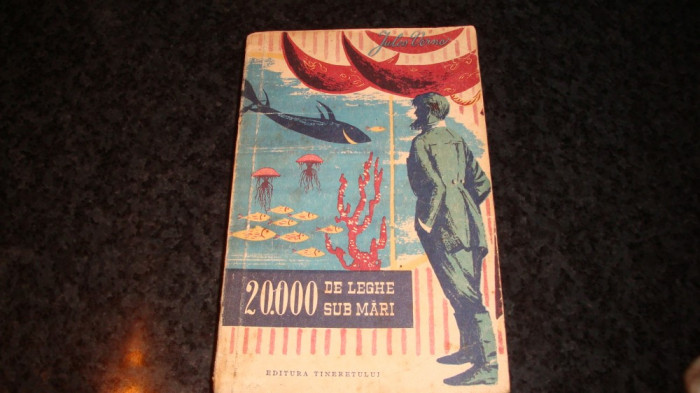 Jules Verne
20.000
DE LEGHE
SUB MĂRI
EDITURA TINERETULUI